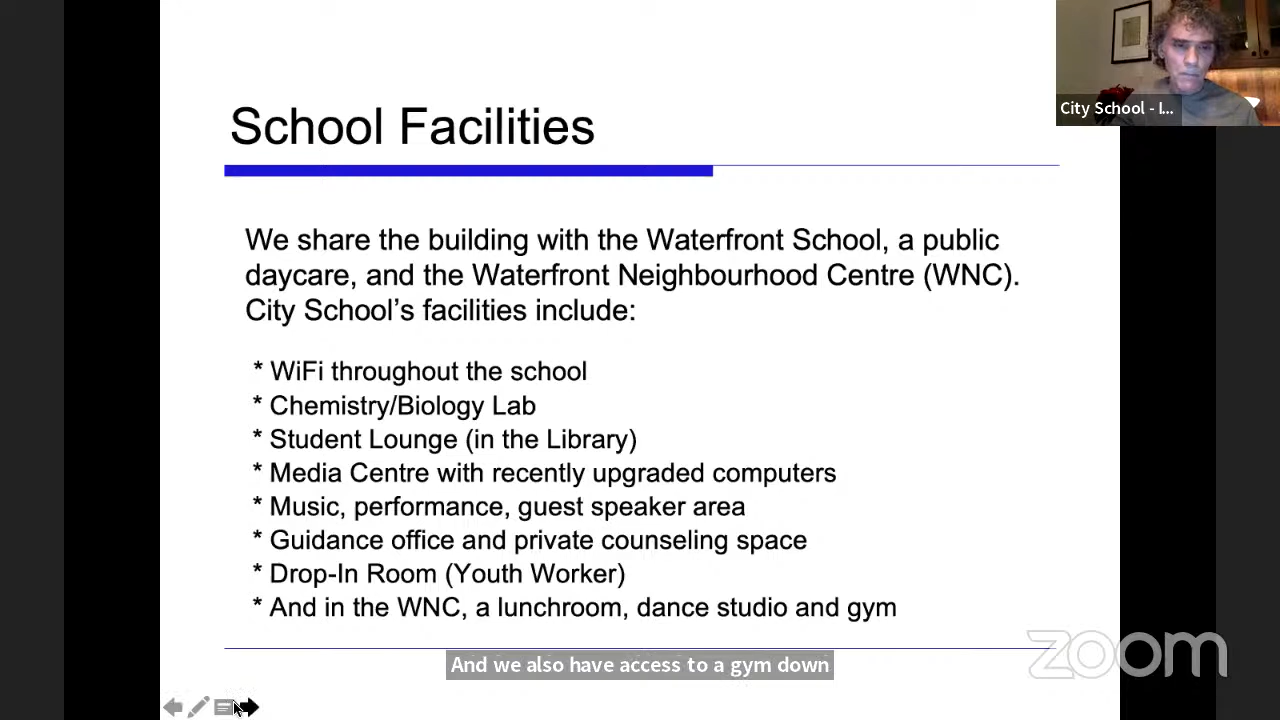 City School - I...
School Facilities
We share the building with the Waterfront School, a public
daycare, and the Waterfront Neighbourhood Centre (WNC).
City School’s facilities include:
* WiFi throughout the school
* Chemistry/Biology Lab
* Student Lounge (in the Library)
* Media Centre with recently upgraded computers
* Music, performance, guest speaker area
* Guidance office and private counseling space
* Drop-In Room (Youth Worker)
* And in the WNC, a lunchroom, dance studio and gym
zoom
And we also have access to a gym down